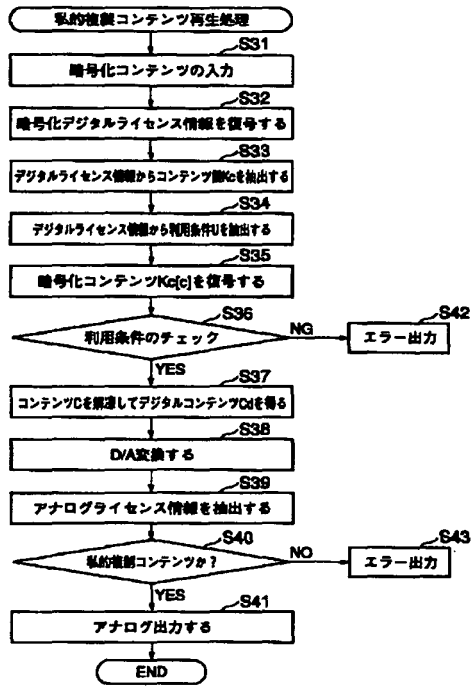 私的複製コンテンツ再生処理
S31
暗号化コンテンツの入力
S32
暗号化デジタルライセンス情報を復号する
S33
デジタルライセンス情報からコンテンツ鍵Kcを抽出する
S34
デジタルライセンス情報から利用条件Uを抽出する
S35
暗号化コンテンツKc[c]を復号する
S36
利用条件のチェック
NG
S42
エラー出力
YES
S37
コンテンツCを解凍してデジタルコンテンツCdを得る
S38
D/A変換する
S39
アナログライセンス情報を抽出する
S40
私的複製コンテンツか?
NO
S43
エラー出力
YES
S41
アナログ出力する
END